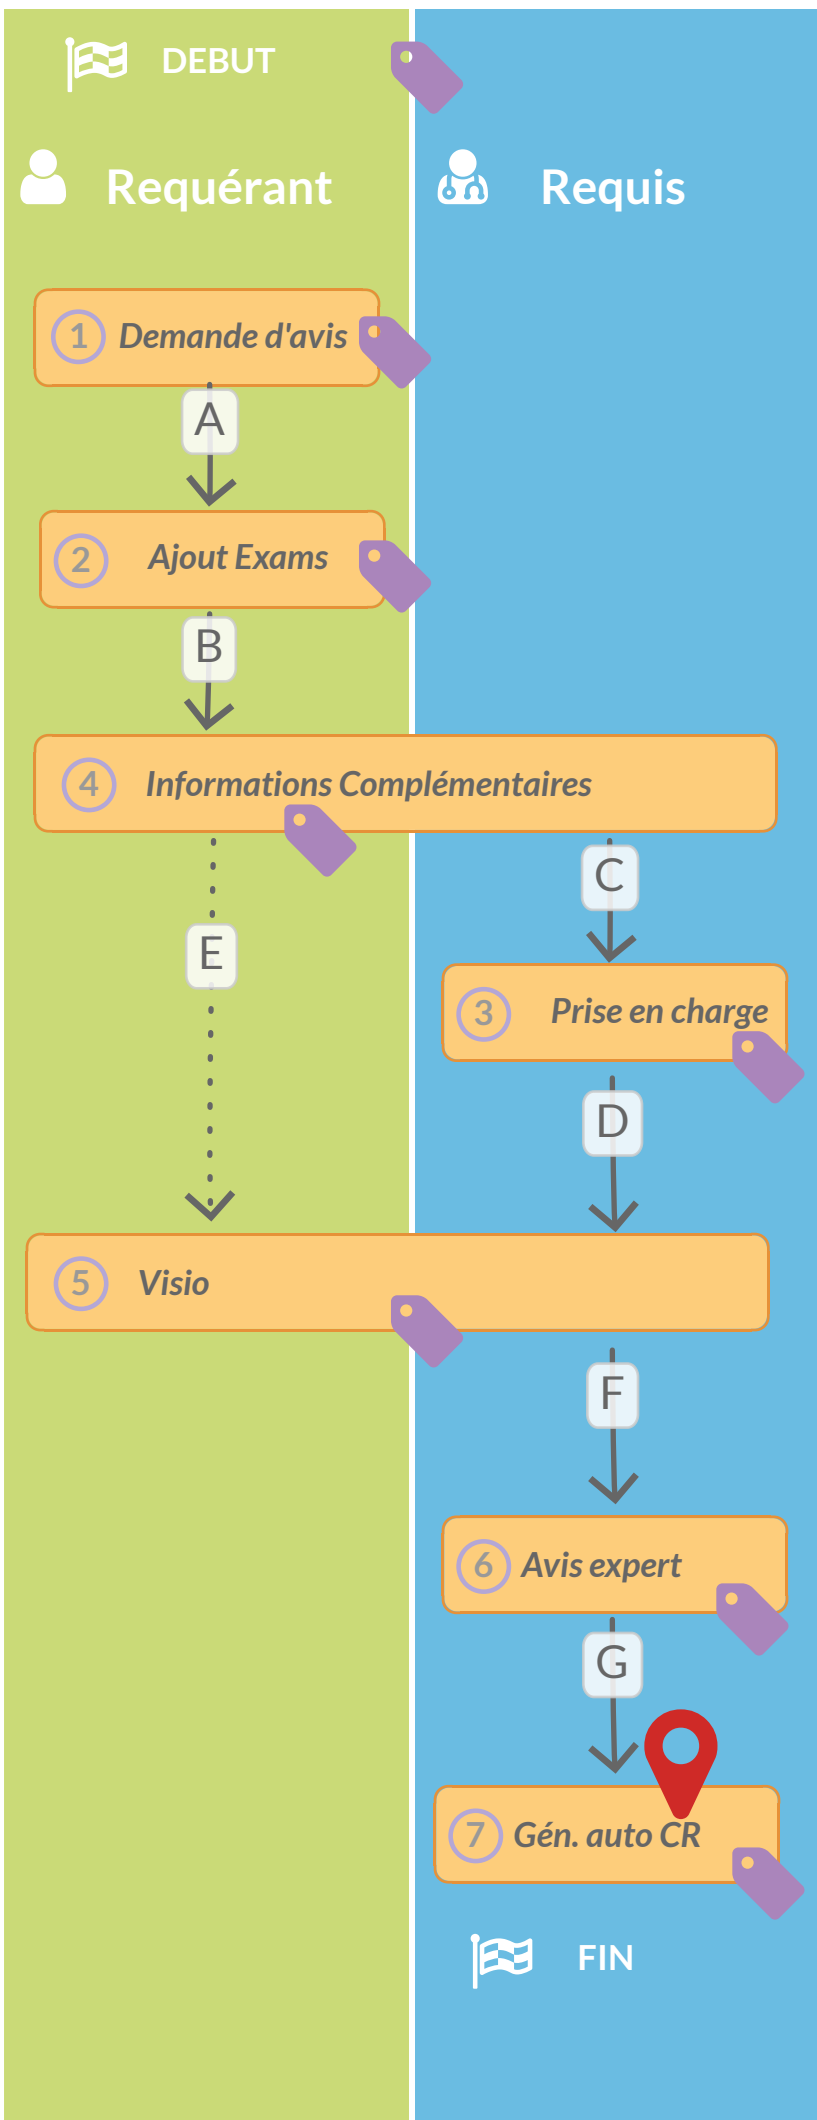 DEBUT
Requérant
Requis
1 Demande d'avis
A
2 Ajout Exams
B
4 Informations Complémentaires
C
E
3 Prise en charge
D
5 Visio
F
6 Avis expert
G
7 Gén. auto CR
FIN